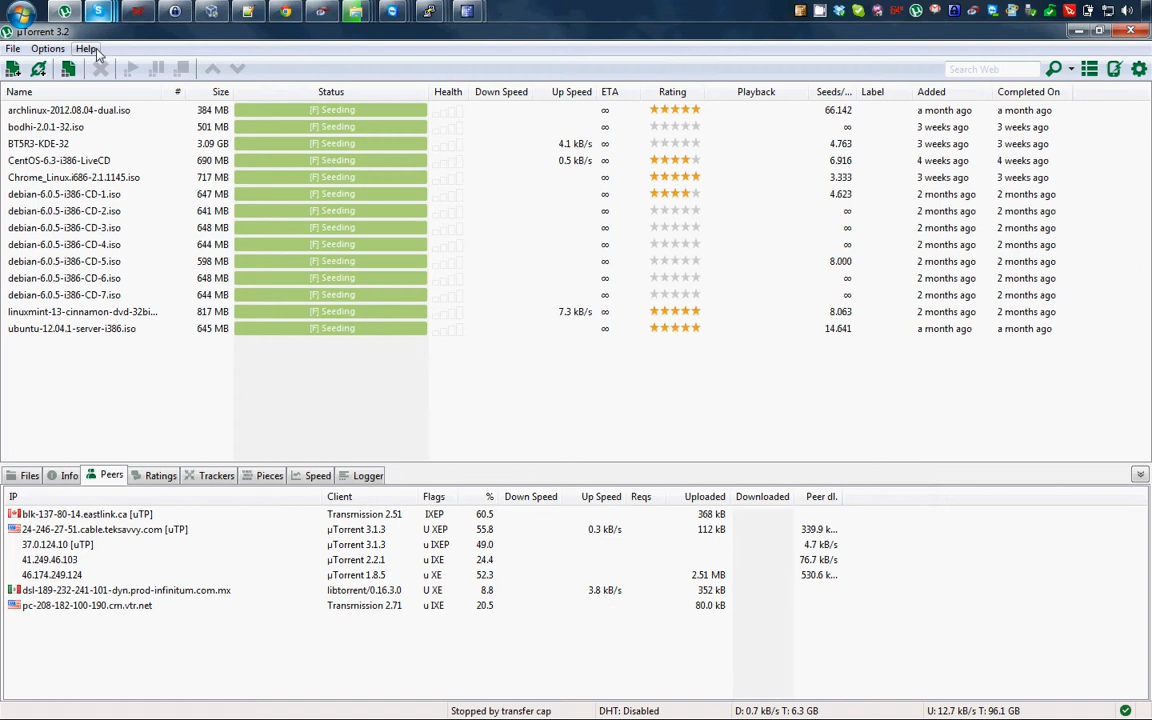 µTorrent 3.2
File Options Help
Search Web
Name # Size Status Health Down Speed Up Speed ETA Rating Playback Seeds/... Label Added Completed On
archlinux-2012.08.04-dual.iso 384 MB [F] Seeding ∞ 66.142 a month ago a month ago
bodhi-2.0.1-32.iso 501 MB [F] Seeding ∞ ∞ 3 weeks ago 3 weeks ago
BT5R3-KDE-32 3.09 GB [F] Seeding 4.1 kB/s ∞ 4.763 3 weeks ago 3 weeks ago
CentOS-6.3-i386-LiveCD 690 MB [F] Seeding 0.5 kB/s ∞ 6.916 4 weeks ago 4 weeks ago
Chrome_Linux.i686-2.1.1145.iso 717 MB [F] Seeding ∞ 3.333 3 weeks ago 3 weeks ago
debian-6.0.5-i386-CD-1.iso 647 MB [F] Seeding ∞ 4.623 2 months ago 2 months ago
debian-6.0.5-i386-CD-2.iso 641 MB [F] Seeding ∞ ∞ 2 months ago 2 months ago
debian-6.0.5-i386-CD-3.iso 648 MB [F] Seeding ∞ ∞ 2 months ago 2 months ago
debian-6.0.5-i386-CD-4.iso 644 MB [F] Seeding ∞ ∞ 2 months ago 2 months ago
debian-6.0.5-i386-CD-5.iso 598 MB [F] Seeding ∞ 8.000 2 months ago 2 months ago
debian-6.0.5-i386-CD-6.iso 648 MB [F] Seeding ∞ ∞ 2 months ago 2 months ago
debian-6.0.5-i386-CD-7.iso 644 MB [F] Seeding ∞ ∞ 2 months ago 2 months ago
linuxmint-13-cinnamon-dvd-32bi... 817 MB [F] Seeding 7.3 kB/s ∞ 8.063 a month ago a month ago
ubuntu-12.04.1-server-i386.iso 645 MB [F] Seeding ∞ 14.641 a month ago a month ago
Files Info Peers Ratings Trackers Pieces Speed Logger
IP Client Flags % Down Speed Up Speed Reqs Uploaded Downloaded Peer dl.
blk-137-80-14.eastlink.ca [uTP] Transmission 2.51 IXEP 60.5 368 kB
24-246-27-51.cable.teksavvy.com [uTP] µTorrent 3.1.3 U XEP 55.8 0.3 kB/s 112 kB 339.9 k...
37.0.124.10 [uTP] µTorrent 3.1.3 u IXEP 49.0 4.7 kB/s
41.249.46.103 µTorrent 2.2.1 u IXE 24.4 76.7 kB/s
46.174.249.124 µTorrent 1.8.5 u XE 52.3 2.51 MB 530.6 k...
dsl-189-232-241-101-dyn.prod-infinitum.com.mx libtorrent/0.16.3.0 U XE 8.8 3.8 kB/s 352 kB
pc-208-182-100-190.cm.vtr.net Transmission 2.71 u IXE 20.5 80.0 kB
Stopped by transfer cap DHT: Disabled D: 0.7 kB/s T: 6.3 GB U: 12.7 kB/s T: 96.1 GB